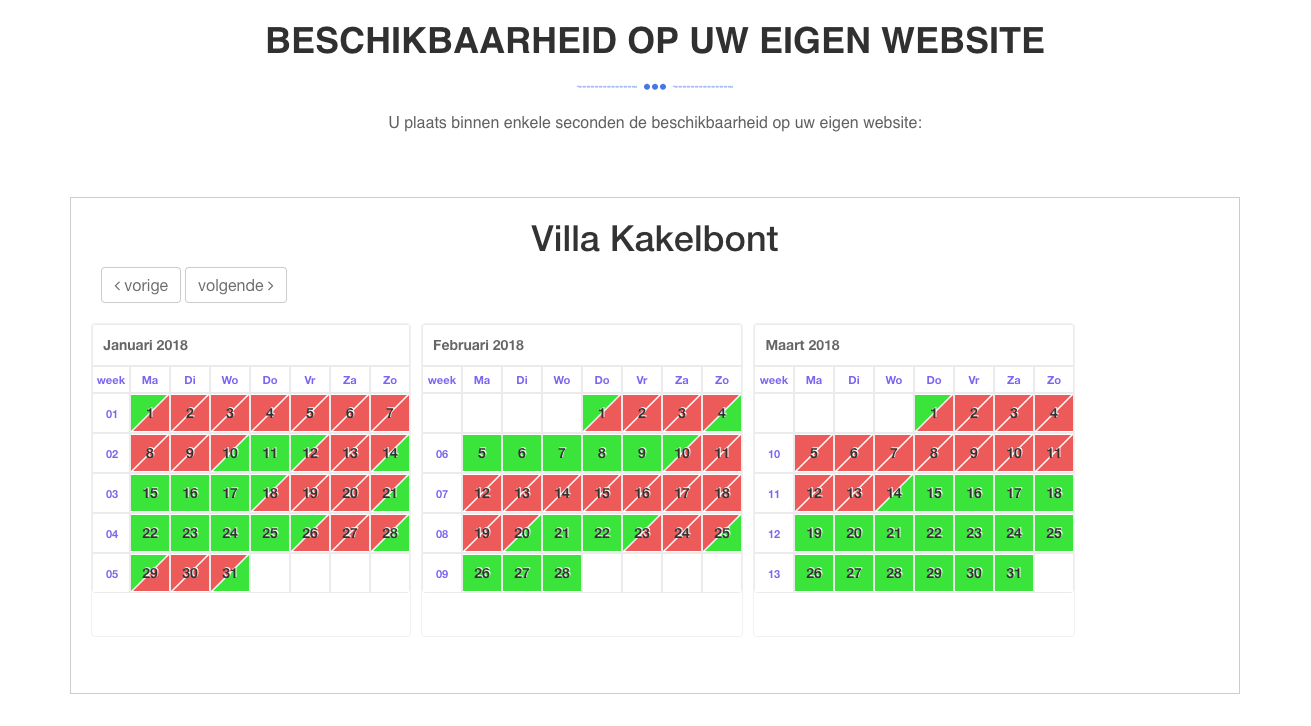 BESCHIKBAARHEID OP UW EIGEN WEBSITE
U plaats binnen enkele seconden de beschikbaarheid op uw eigen website:
Villa Kakelbont
vorige
volgende
Januari 2018
week Ma Di Wo Do Vr Za Zo
01 1 2 3 4 5 6 7
02 8 9 10 11 12 13 14
03 15 16 17 18 19 20 21
04 22 23 24 25 26 27 28
05 29 30 31
Februari 2018
week Ma Di Wo Do Vr Za Zo
1 2 3 4
06 5 6 7 8 9 10 11
07 12 13 14 15 16 17 18
08 19 20 21 22 23 24 25
09 26 27 28
Maart 2018
week Ma Di Wo Do Vr Za Zo
1 2 3 4
10 5 6 7 8 9 10 11
11 12 13 14 15 16 17 18
12 19 20 21 22 23 24 25
13 26 27 28 29 30 31